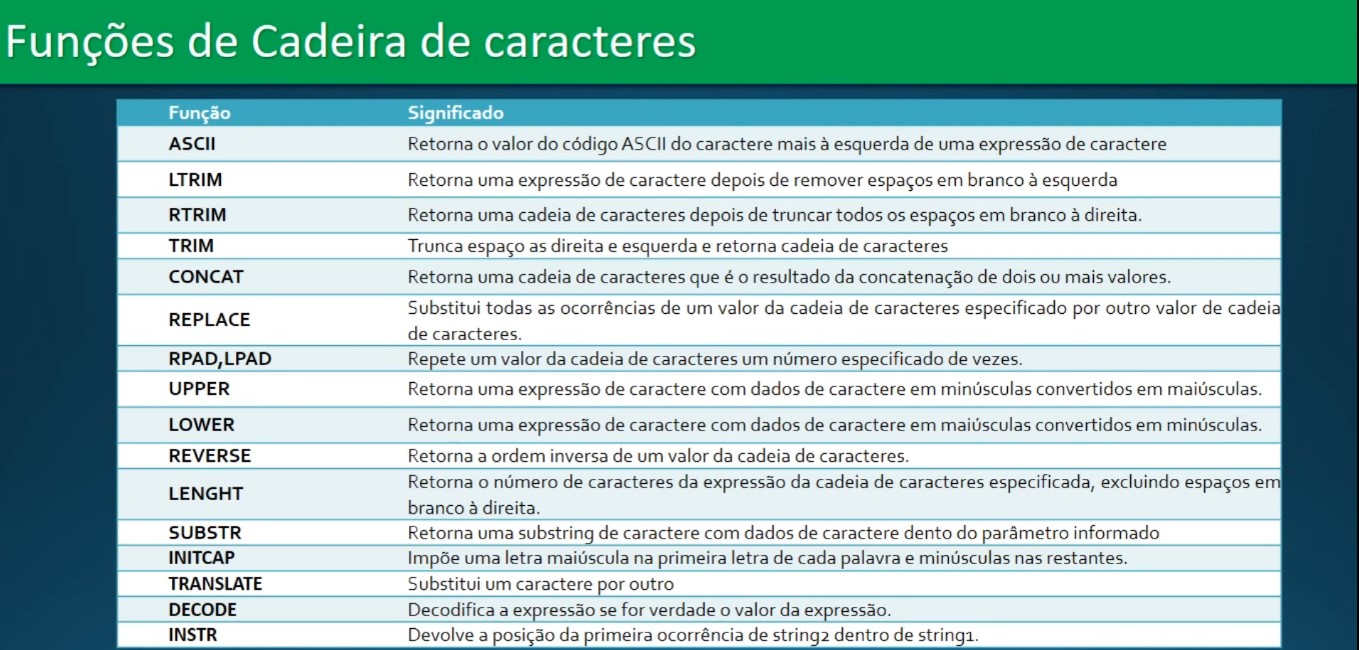 Funções de Cadeira de caracteres
Função Significado
ASCII Retorna o valor do código ASCII do caractere mais à esquerda de uma expressão de caractere
LTRIM Retorna uma expressão de caractere depois de remover espaços em branco à esquerda
RTRIM Retorna uma cadeia de caracteres depois de truncar todos os espaços em branco à direita.
TRIM Trunca espaço as direita e esquerda e retorna cadeia de caracteres
CONCAT Retorna uma cadeia de caracteres que é o resultado da concatenação de dois ou mais valores.
REPLACE Substitui todas as ocorrências de um valor da cadeia de caracteres especificado por outro valor de cadeia
de caracteres.
RPAD,LPAD Repete um valor da cadeia de caracteres um número especificado de vezes.
UPPER Retorna uma expressão de caractere com dados de caractere em minúsculas convertidos em maiúsculas.
LOWER Retorna uma expressão de caractere com dados de caractere em maiúsculas convertidos em minúsculas.
REVERSE Retorna a ordem inversa de um valor da cadeia de caracteres.
LENGHT Retorna o número de caracteres da expressão da cadeia de caracteres especificada, excluindo espaços em
branco à direita.
SUBSTR Retorna uma substring de caractere com dados de caractere dento do parâmetro informado
INITCAP Impõe uma letra maiúscula na primeira letra de cada palavra e minúsculas nas restantes.
TRANSLATE Substitui um caractere por outro
DECODE Decodifica a expressão se for verdade o valor da expressão.
INSTR Devolve a posição da primeira ocorrência de string2 dentro de string1.